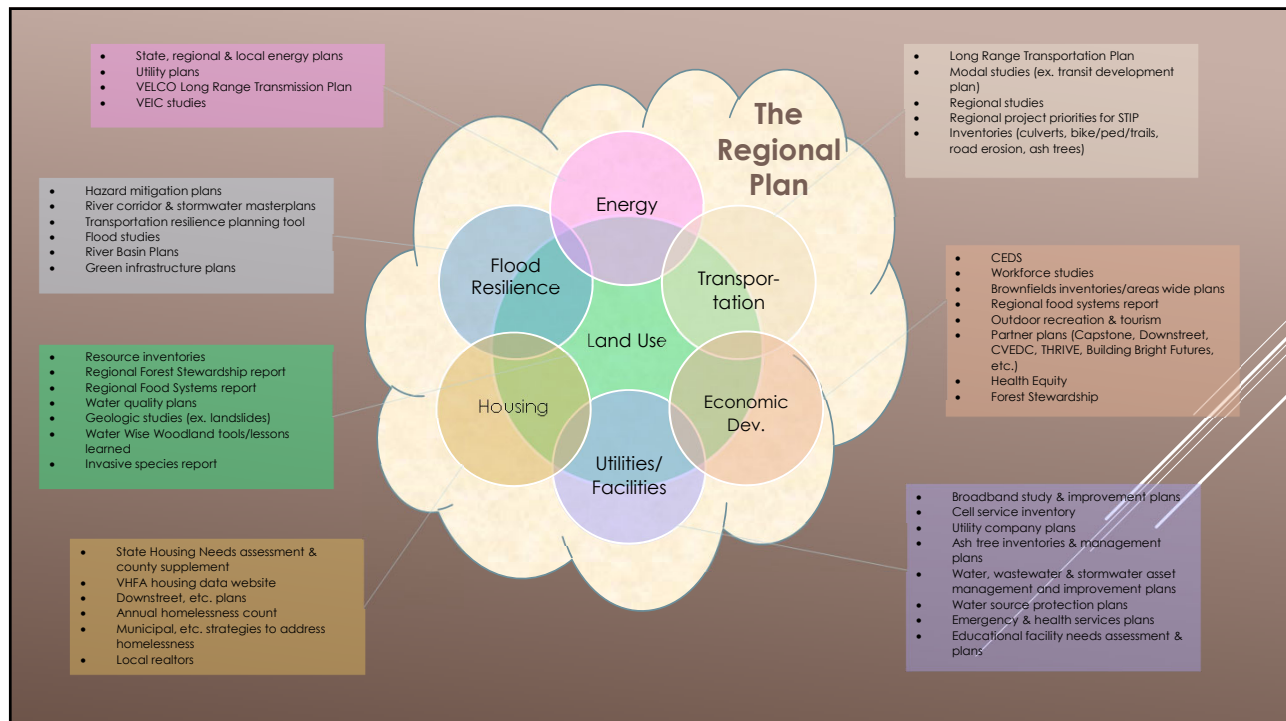 • State, regional & local energy plans
• Utility plans
• VELCO Long Range Transmission Plan
• VEIC studies
• Hazard mitigation plans
• River corridor & stormwater masterplans
• Transportation resilience planning tool
• Flood studies
• River Basin Plans
• Green infrastructure plans
• Resource inventories
• Regional Forest Stewardship report
• Regional Food Systems report
• Water quality plans
• Geologic studies (ex. landslides)
• Water Wise Woodland tools/lessons
learned
• Invasive species report
• State Housing Needs assessment &
county supplement
• VHFA housing data website
• Downstreet, etc. plans
• Annual homelessness count
• Municipal, etc. strategies to address
homelessness
• Local realtors
The
Regional
Plan
Energy
Flood
Resilience
Transpor-
tation
Land Use
Housing
Economic
Dev.
Utilities/
Facilities
• Long Range Transportation Plan
• Modal studies (ex. transit development
plan)
• Regional studies
• Regional project priorities for STIP
• Inventories (culverts, bike/ped/trails,
road erosion, ash trees)
• CEDS
• Workforce studies
• Brownfields inventories/areas wide plans
• Regional food systems report
• Outdoor recreation & tourism
• Partner plans (Capstone, Downstreet,
CVEDC, THRIVE, Building Bright Futures,
etc.)
• Health Equity
• Forest Stewardship
• Broadband study & improvement plans
• Cell service inventory
• Utility company plans
• Ash tree inventories & management
plans
• Water, wastewater & stormwater asset
management and improvement plans
• Water source protection plans
• Emergency & health services plans
• Educational facility needs assessment &
plans